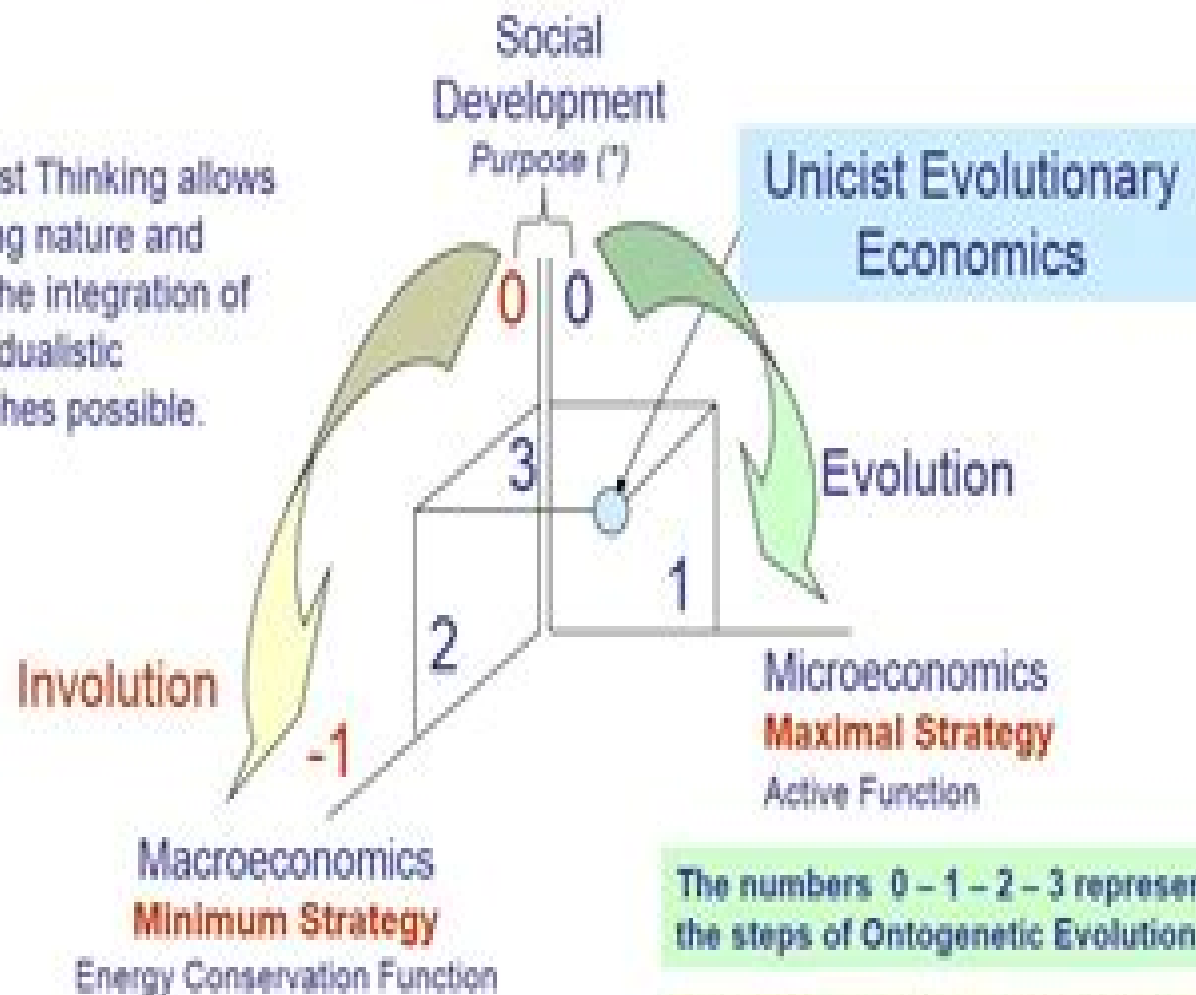 Social
Development
Purpose (*)
st Thinking allows
ng nature and
he integration of
dualistic
hes possible.
Unicist Evolutionary
Economics
0 0
3
1
2
-1
Evolution
Involution
Microeconomics
Maximal Strategy
Active Function
Macroeconomics
Minimum Strategy
Energy Conservation Function
The numbers 0 – 1 – 2 – 3 represen
the steps of Ontogenetic Evolution